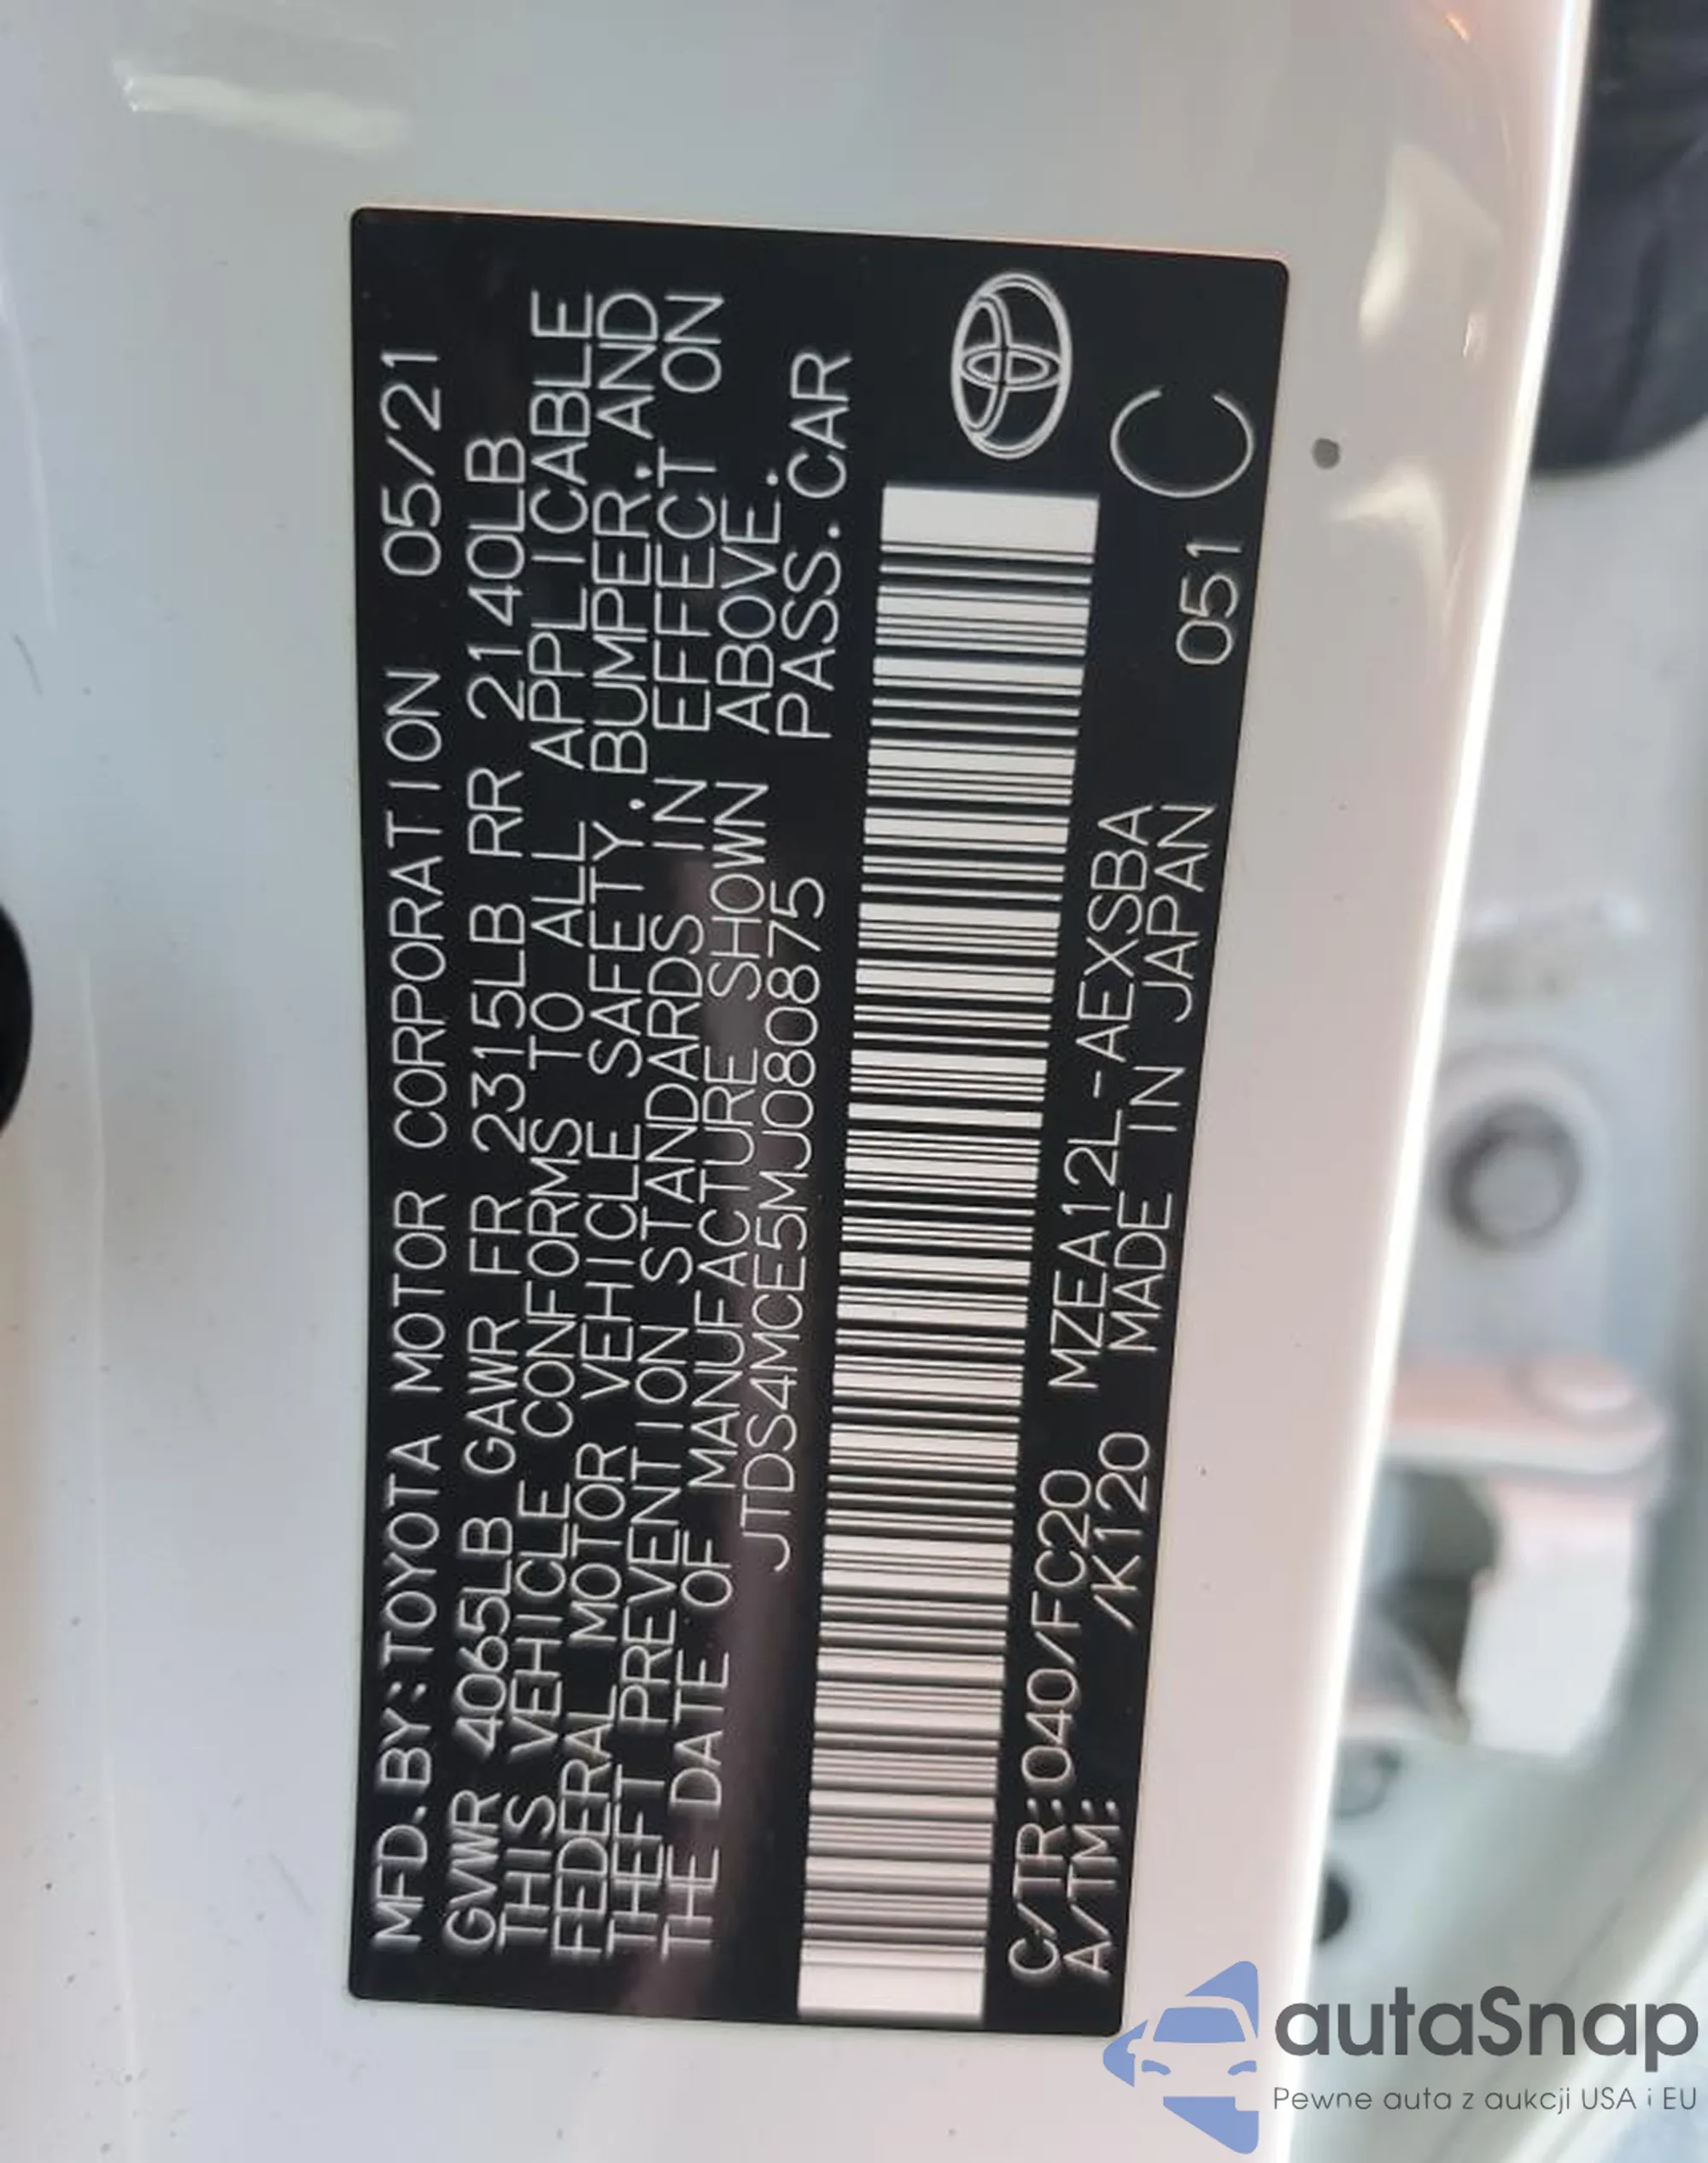 MFD.BY:TOYOTA MOTOR CORPORATION 05/21
GVWR 4065LB GAWR FR 2315LB RR 2140LB
THIS VEHICLE CONFORMS TO ALL APPLICABLE
FEDERAL MOTOR VEHICLE SAFETY, BUMPER, AND
THEFT PREVENTION STANDARDS IN EFFECT ON
THE DATE OF MANUFACTURE SHOWN ABOVE.
JTDS4MCE5MJ080875 PASS.CAR
C/TR:040/FC20 MZEA12L-AEXSBA 051 C
A/TM: /K120 MADE IN JAPAN
autaSnap
Pewne auta z aukcji USA i EU